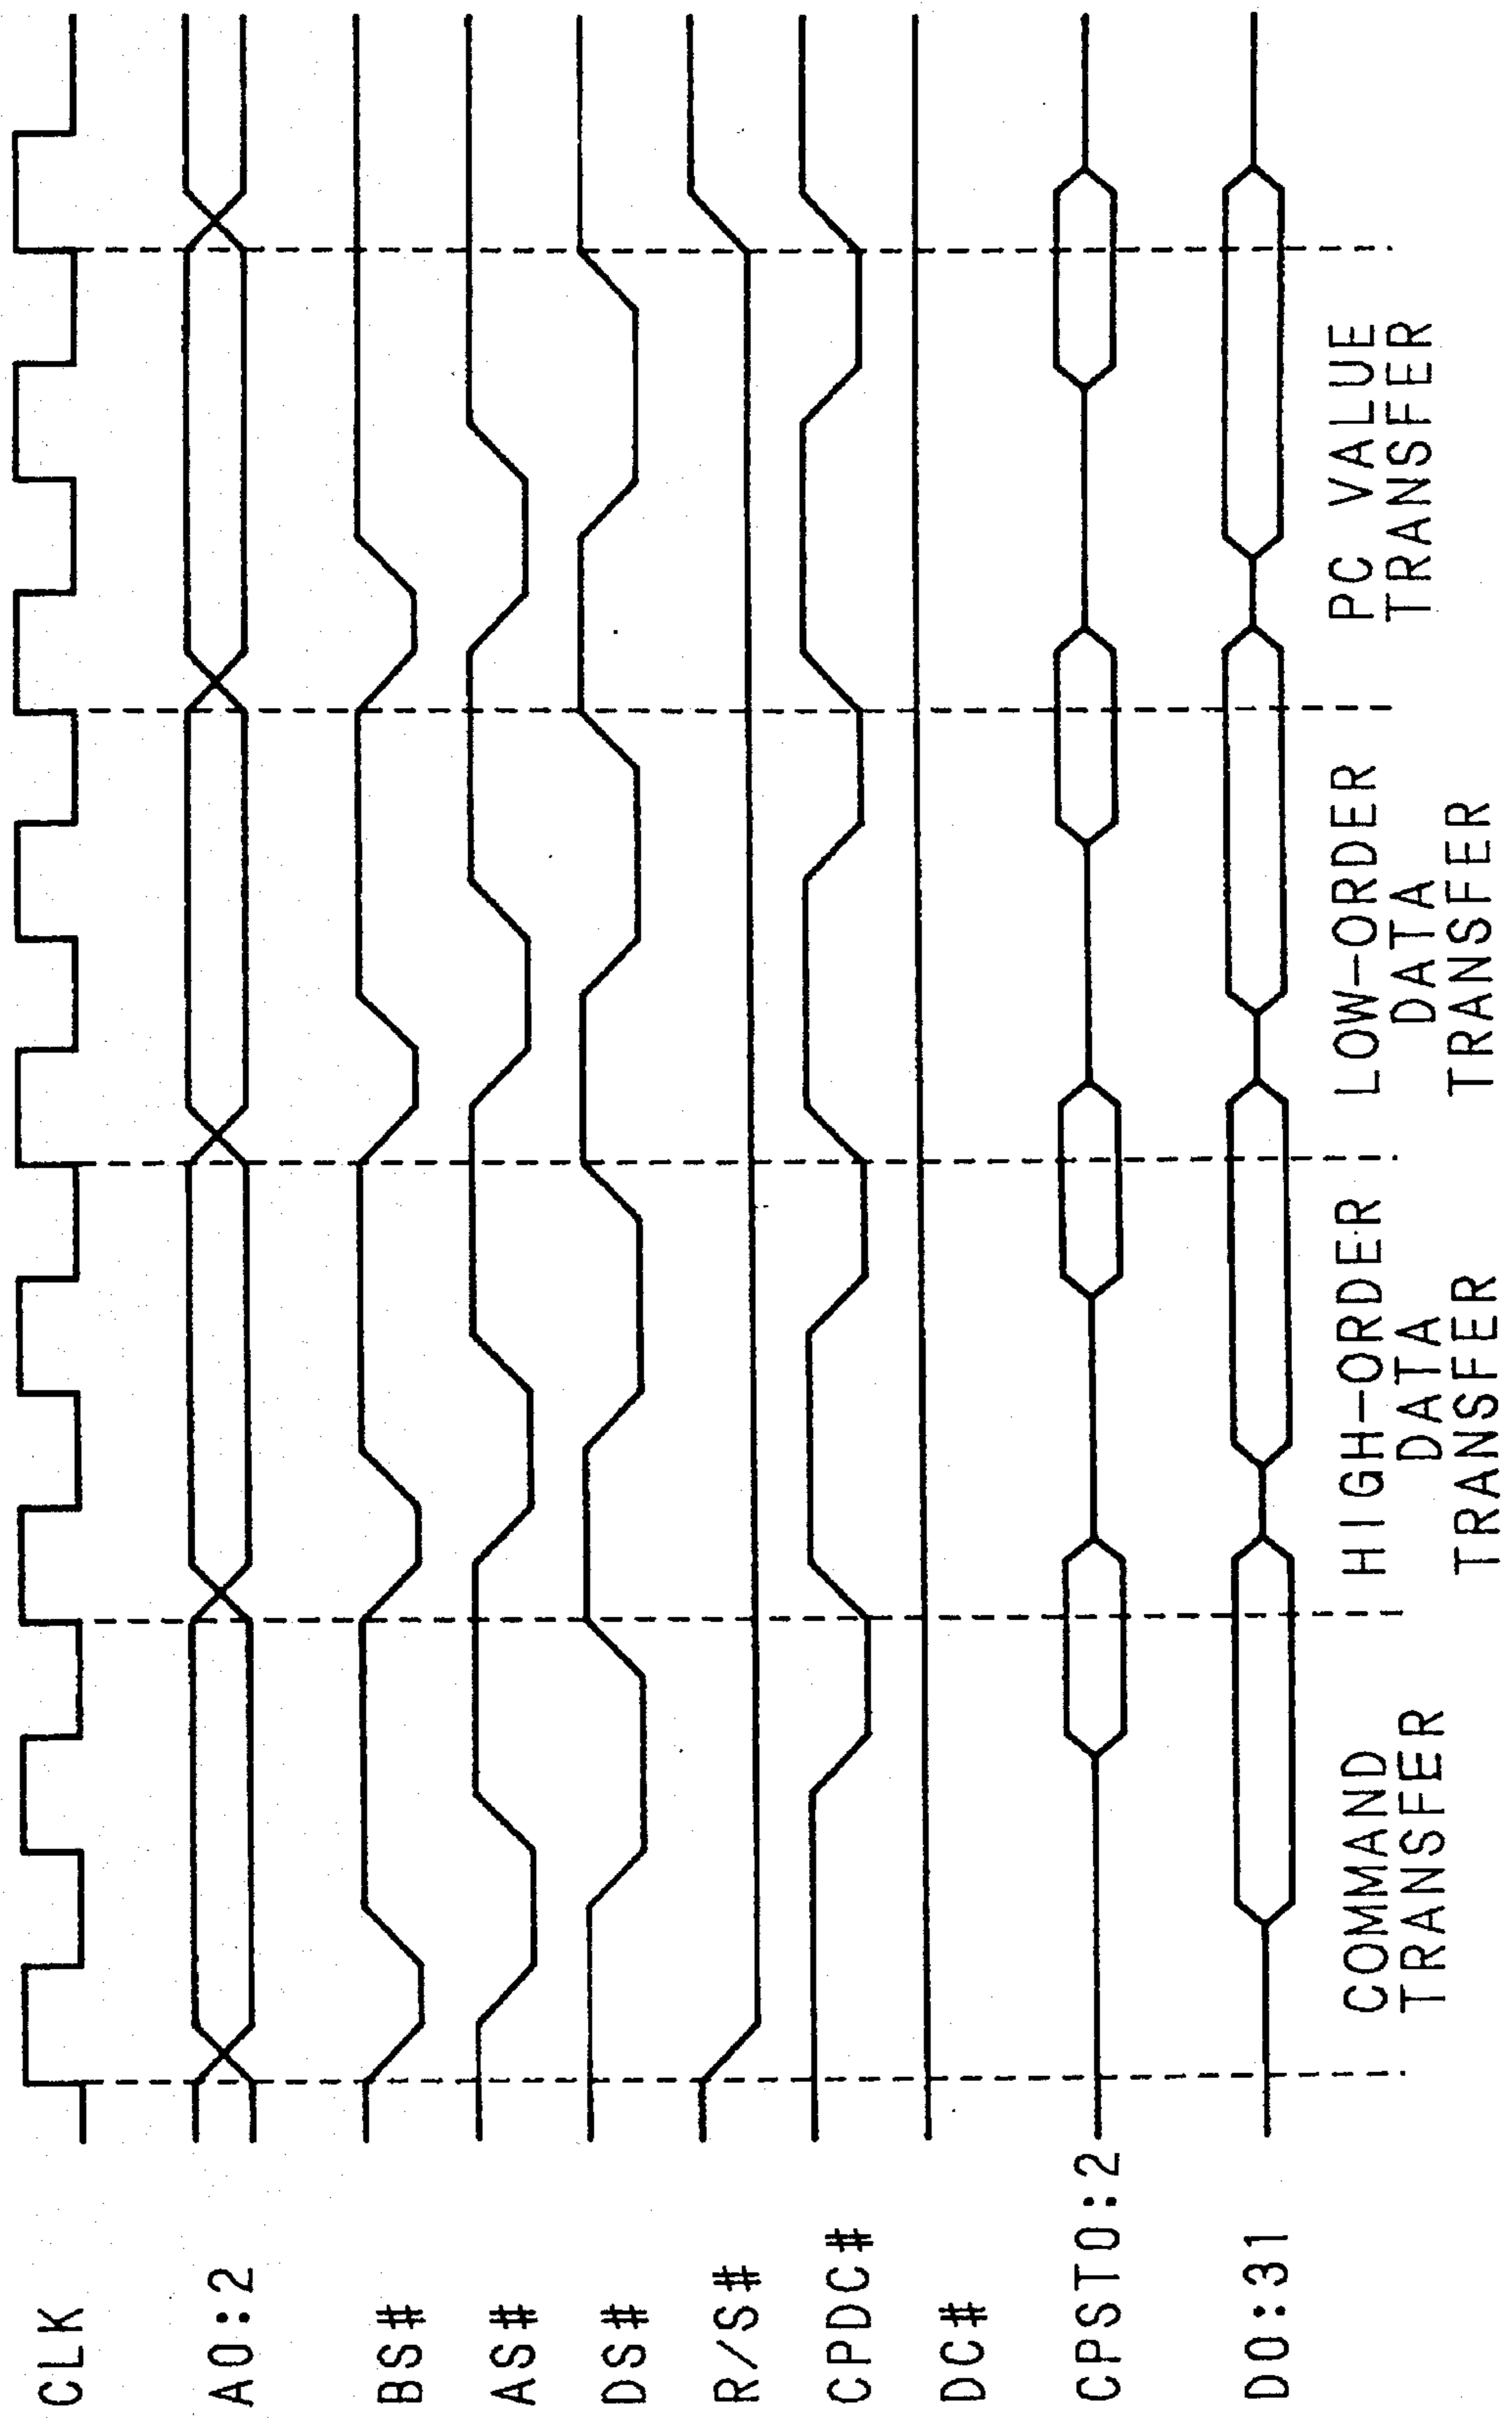 CLK
A0:2
BS#
AS#
DS#
R/S#
CPDC#
DC#
CPST0:2
D0:31
COMMAND
TRANSFER
HIGH-ORDER
DATA
TRANSFER
LOW-ORDER
DATA
TRANSFER
PC VALUE
TRANSFER